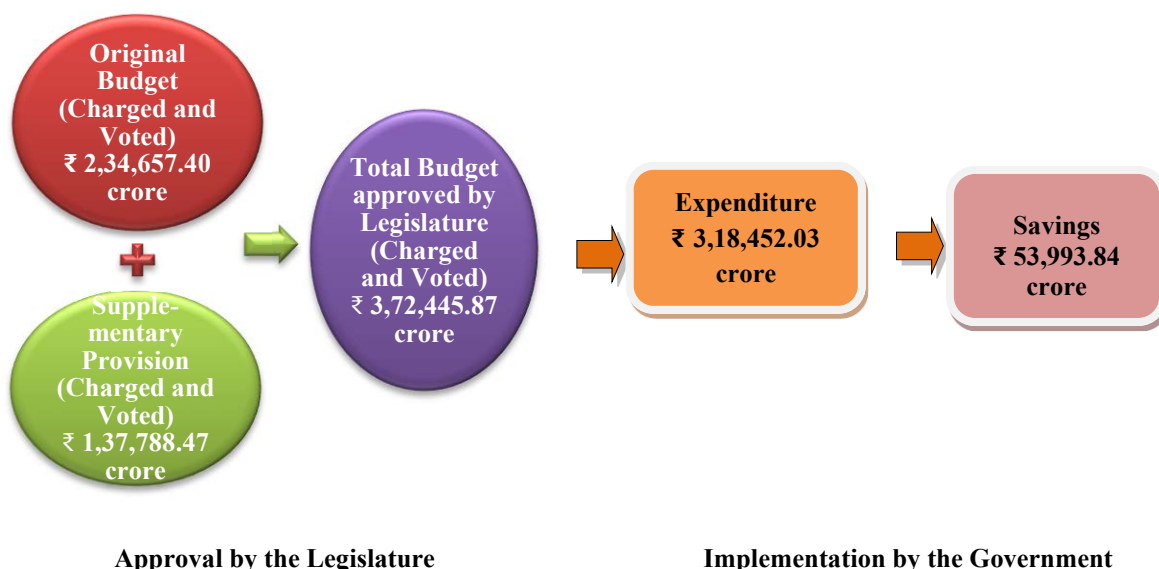 Original
Budget
(Charged and
Voted)
₹ 2,34,657.40
crore
Supple-
mentary
Provision
(Charged and
Voted)
₹ 1,37,788.47
crore
Total Budget
approved by
Legislature
(Charged
and Voted)
₹ 3,72,445.87
crore
Expenditure
₹ 3,18,452.03
crore
Savings
₹ 53,993.84
crore
Approval by the Legislature
Implementation by the Government